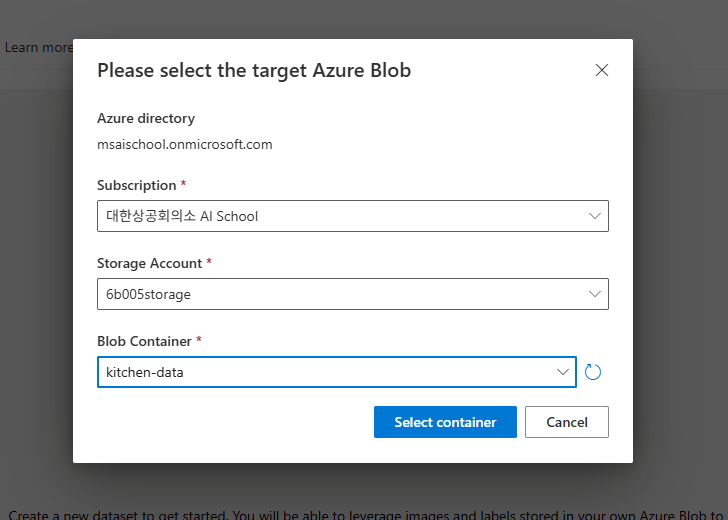 Learn more
Please select the target Azure Blob
Azure directory
msaischool.onmicrosoft.com
Subscription *
대한상공회의소 AI School
Storage Account *
6b005storage
Blob Container *
kitchen-data
Select container
Cancel
Create a new dataset to get started. You will be able to leverage images and labels stored in your own Azure Blob to